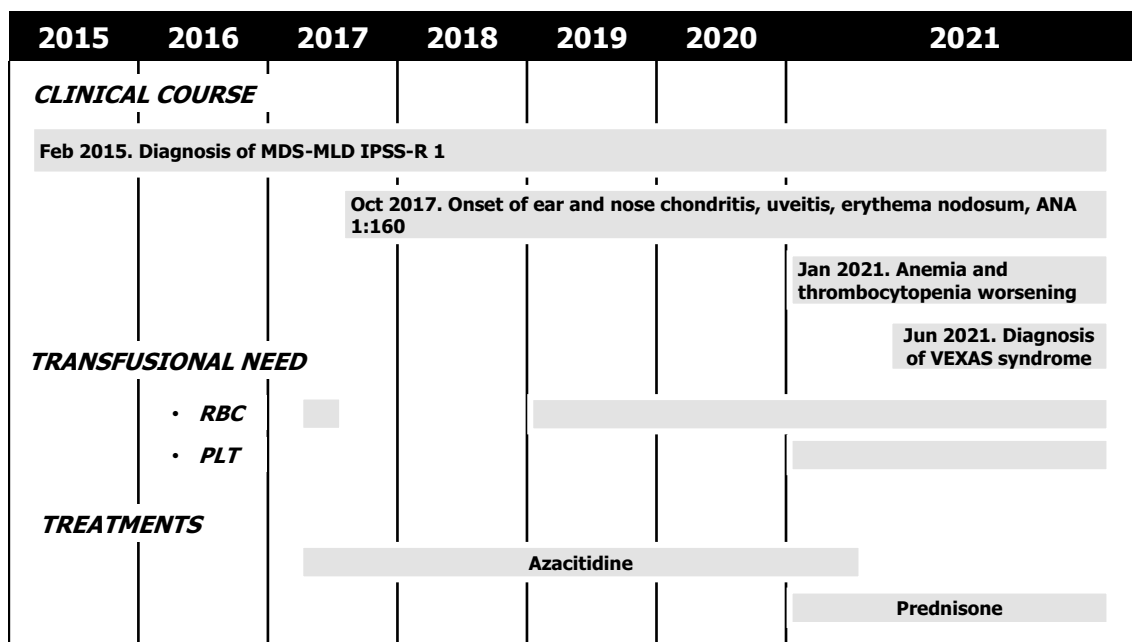 2015 2016 2017 2018 2019 2020 2021
CLINICAL COURSE
Feb 2015. Diagnosis of MDS-MLD IPSS-R 1
Oct 2017. Onset of ear and nose chondritis, uveitis, erythema nodosum, ANA
1:160
Jan 2021. Anemia and
thrombocytopenia worsening
Jun 2021. Diagnosis
of VEXAS syndrome
TRANSFUSIONAL NEED
• RBC
• PLT
TREATMENTS
Azacitidine
Prednisone